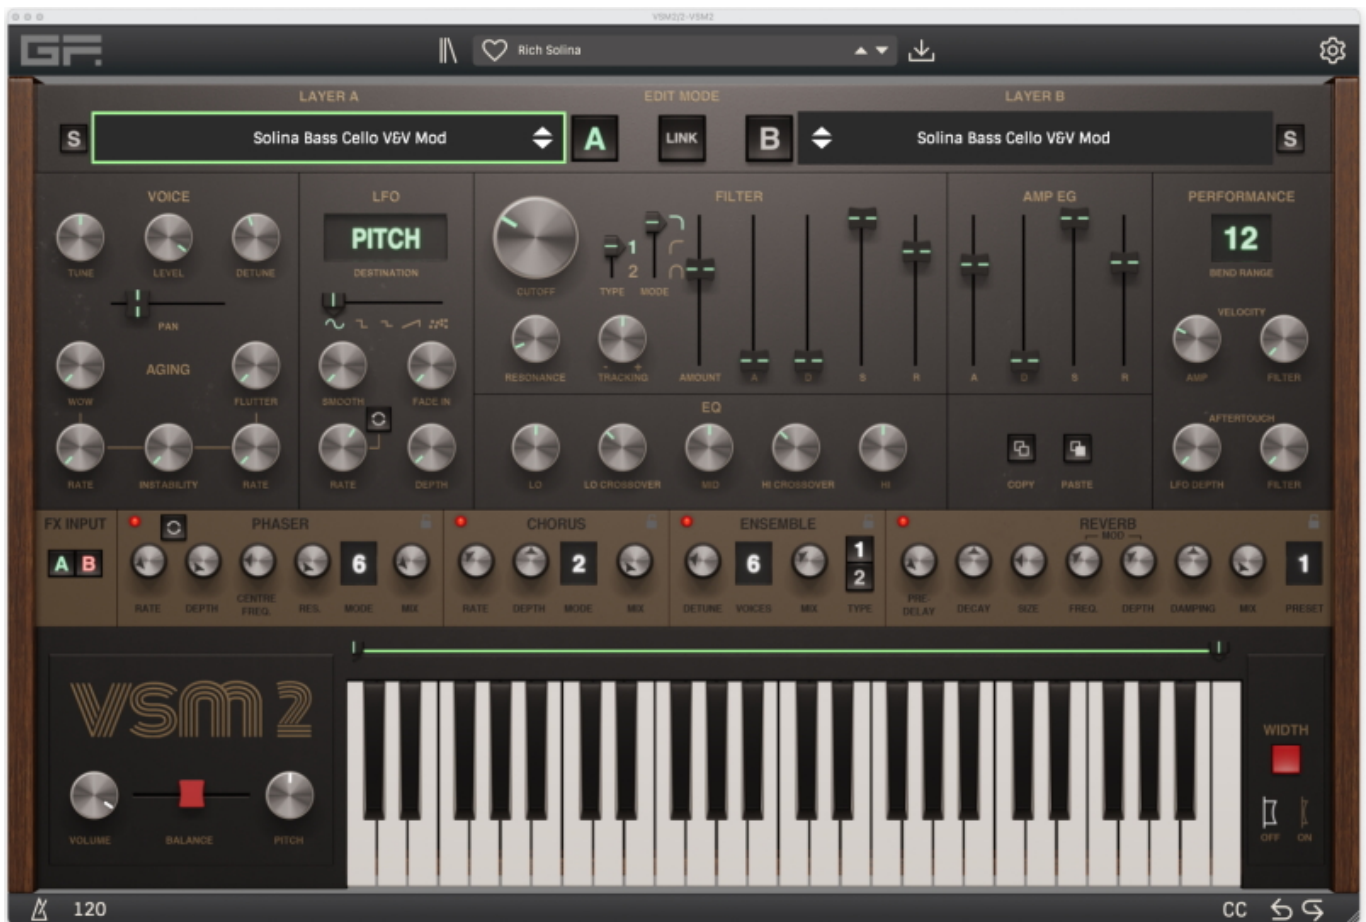 VSM2/2-VSM2
GF.
Rich Solina
LAYER A
EDIT MODE
LAYER B
S
Solina Bass Cello V&V Mod
A
LINK
B
Solina Bass Cello V&V Mod
S
VOICE
TUNE
LEVEL
DETUNE
PAN
AGING
WOW
FLUTTER
RATE
INSTABILITY
RATE
LFO
PITCH
DESTINATION
SMOOTH
FADE IN
RATE
DEPTH
FILTER
CUTOFF
1
2
TYPE
MODE
RESONANCE
TRACKING
- +
AMOUNT
A
D
S
R
EQ
LO
LO CROSSOVER
MID
HI CROSSOVER
HI
AMP EG
A
D
S
R
COPY
PASTE
PERFORMANCE
12
BEND RANGE
VELOCITY
AMP
FILTER
AFTERTOUCH
LFO DEPTH
FILTER
FX INPUT
A B
PHASER
RATE
DEPTH
CENTRE
FREQ.
RES.
6
MODE
MIX
CHORUS
RATE
DEPTH
2
MODE
MIX
ENSEMBLE
DETUNE
6
VOICES
MIX
1
2
TYPE
REVERB
MOD
PRE-
DELAY
DECAY
SIZE
FREQ.
DEPTH
DAMPING
MIX
1
PRESET
VSM 2
VOLUME
BALANCE
PITCH
WIDTH
OFF
ON
120
CC